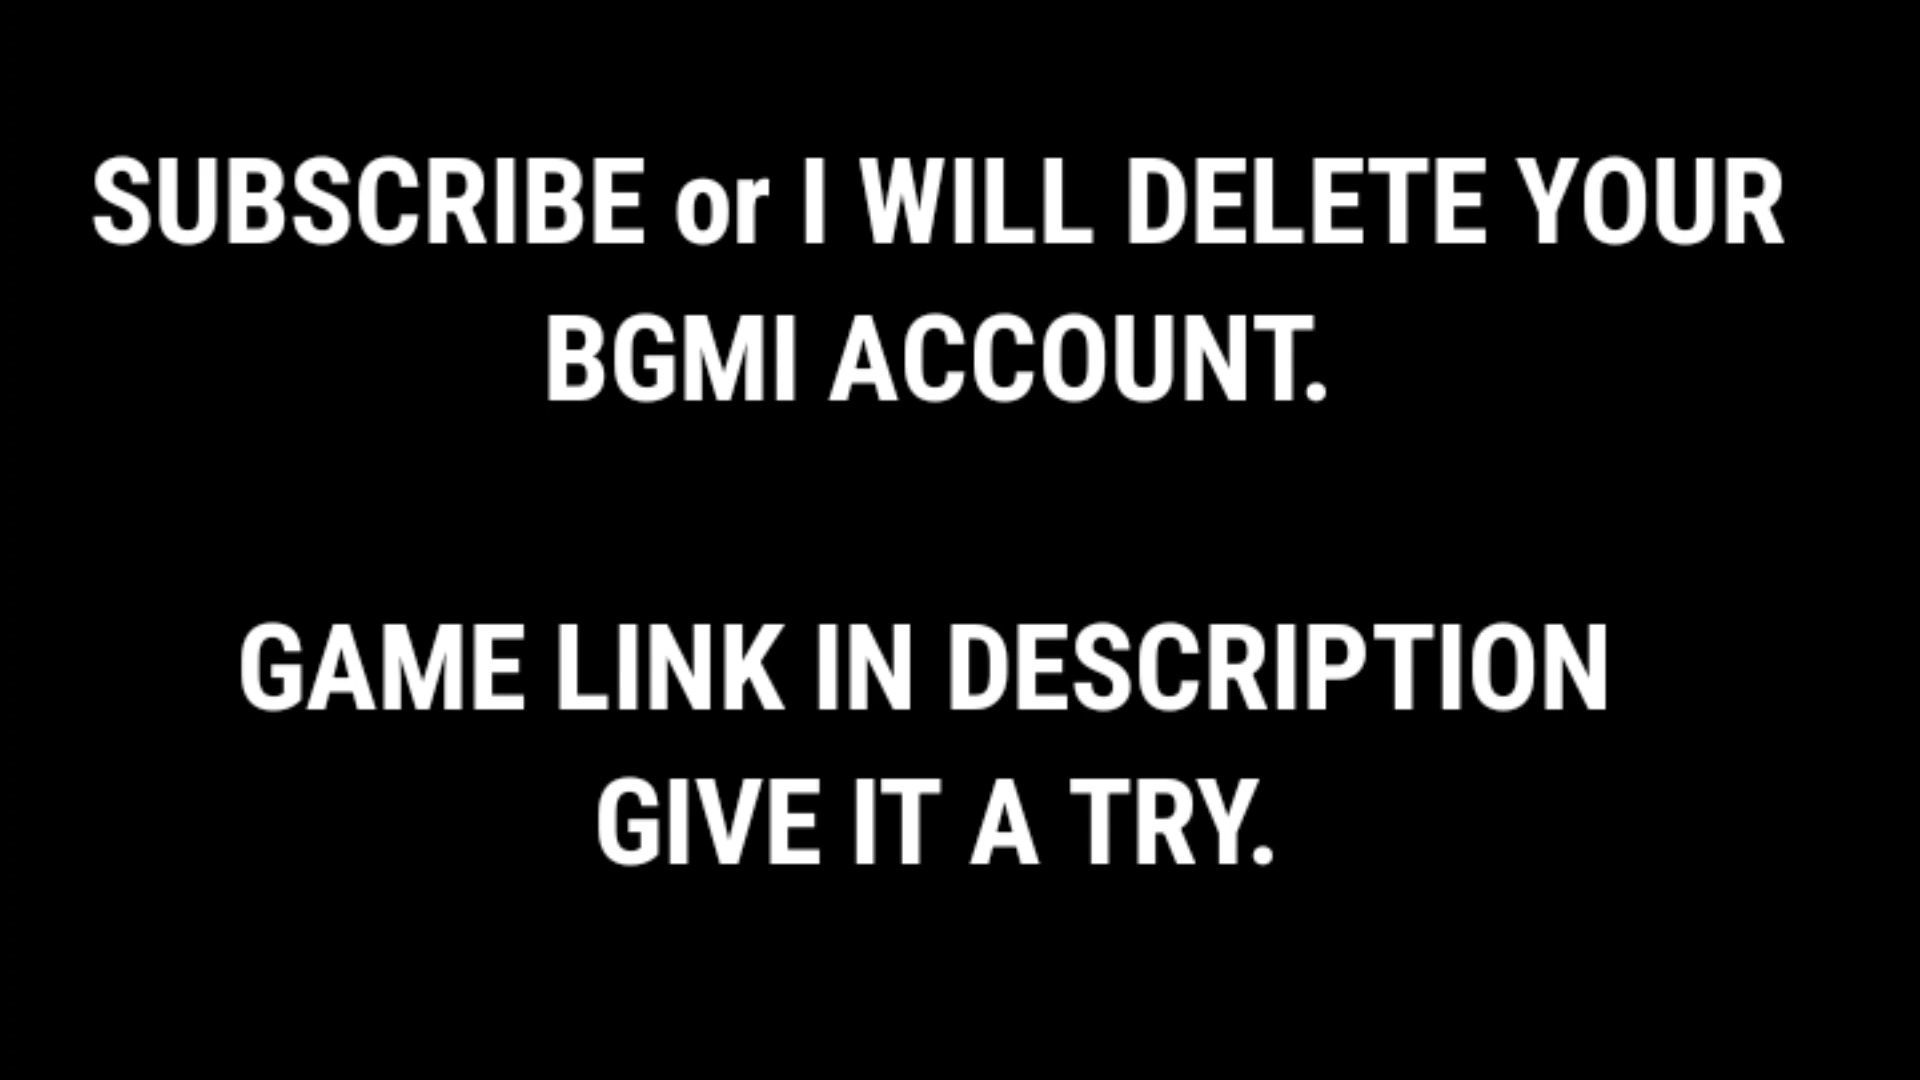 SUBSCRIBE or I WILL DELETE YOUR
BGMI ACCOUNT.
GAME LINK IN DESCRIPTION
GIVE IT A TRY.